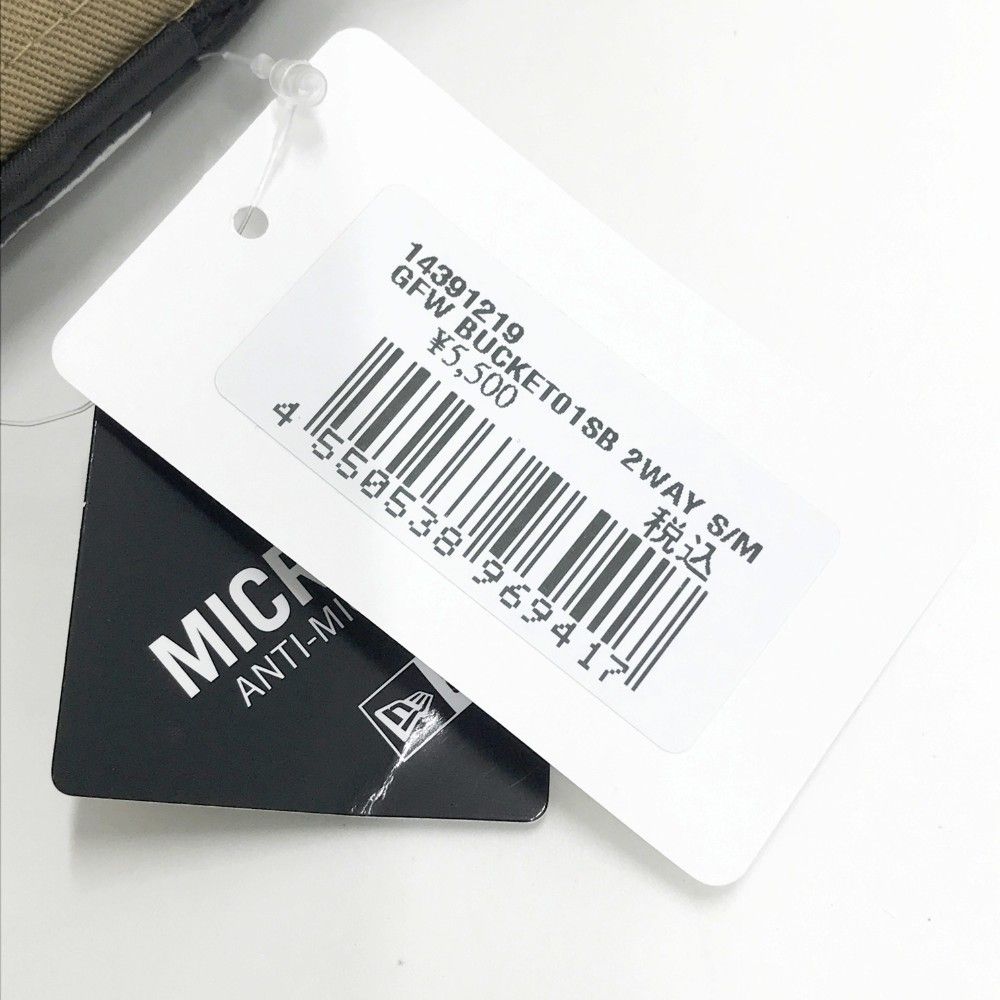 14391219
GFW BUCKET01SB 2WAY S/M
¥5,500 税込
4 550538 969417
MICR
ANTI-MI